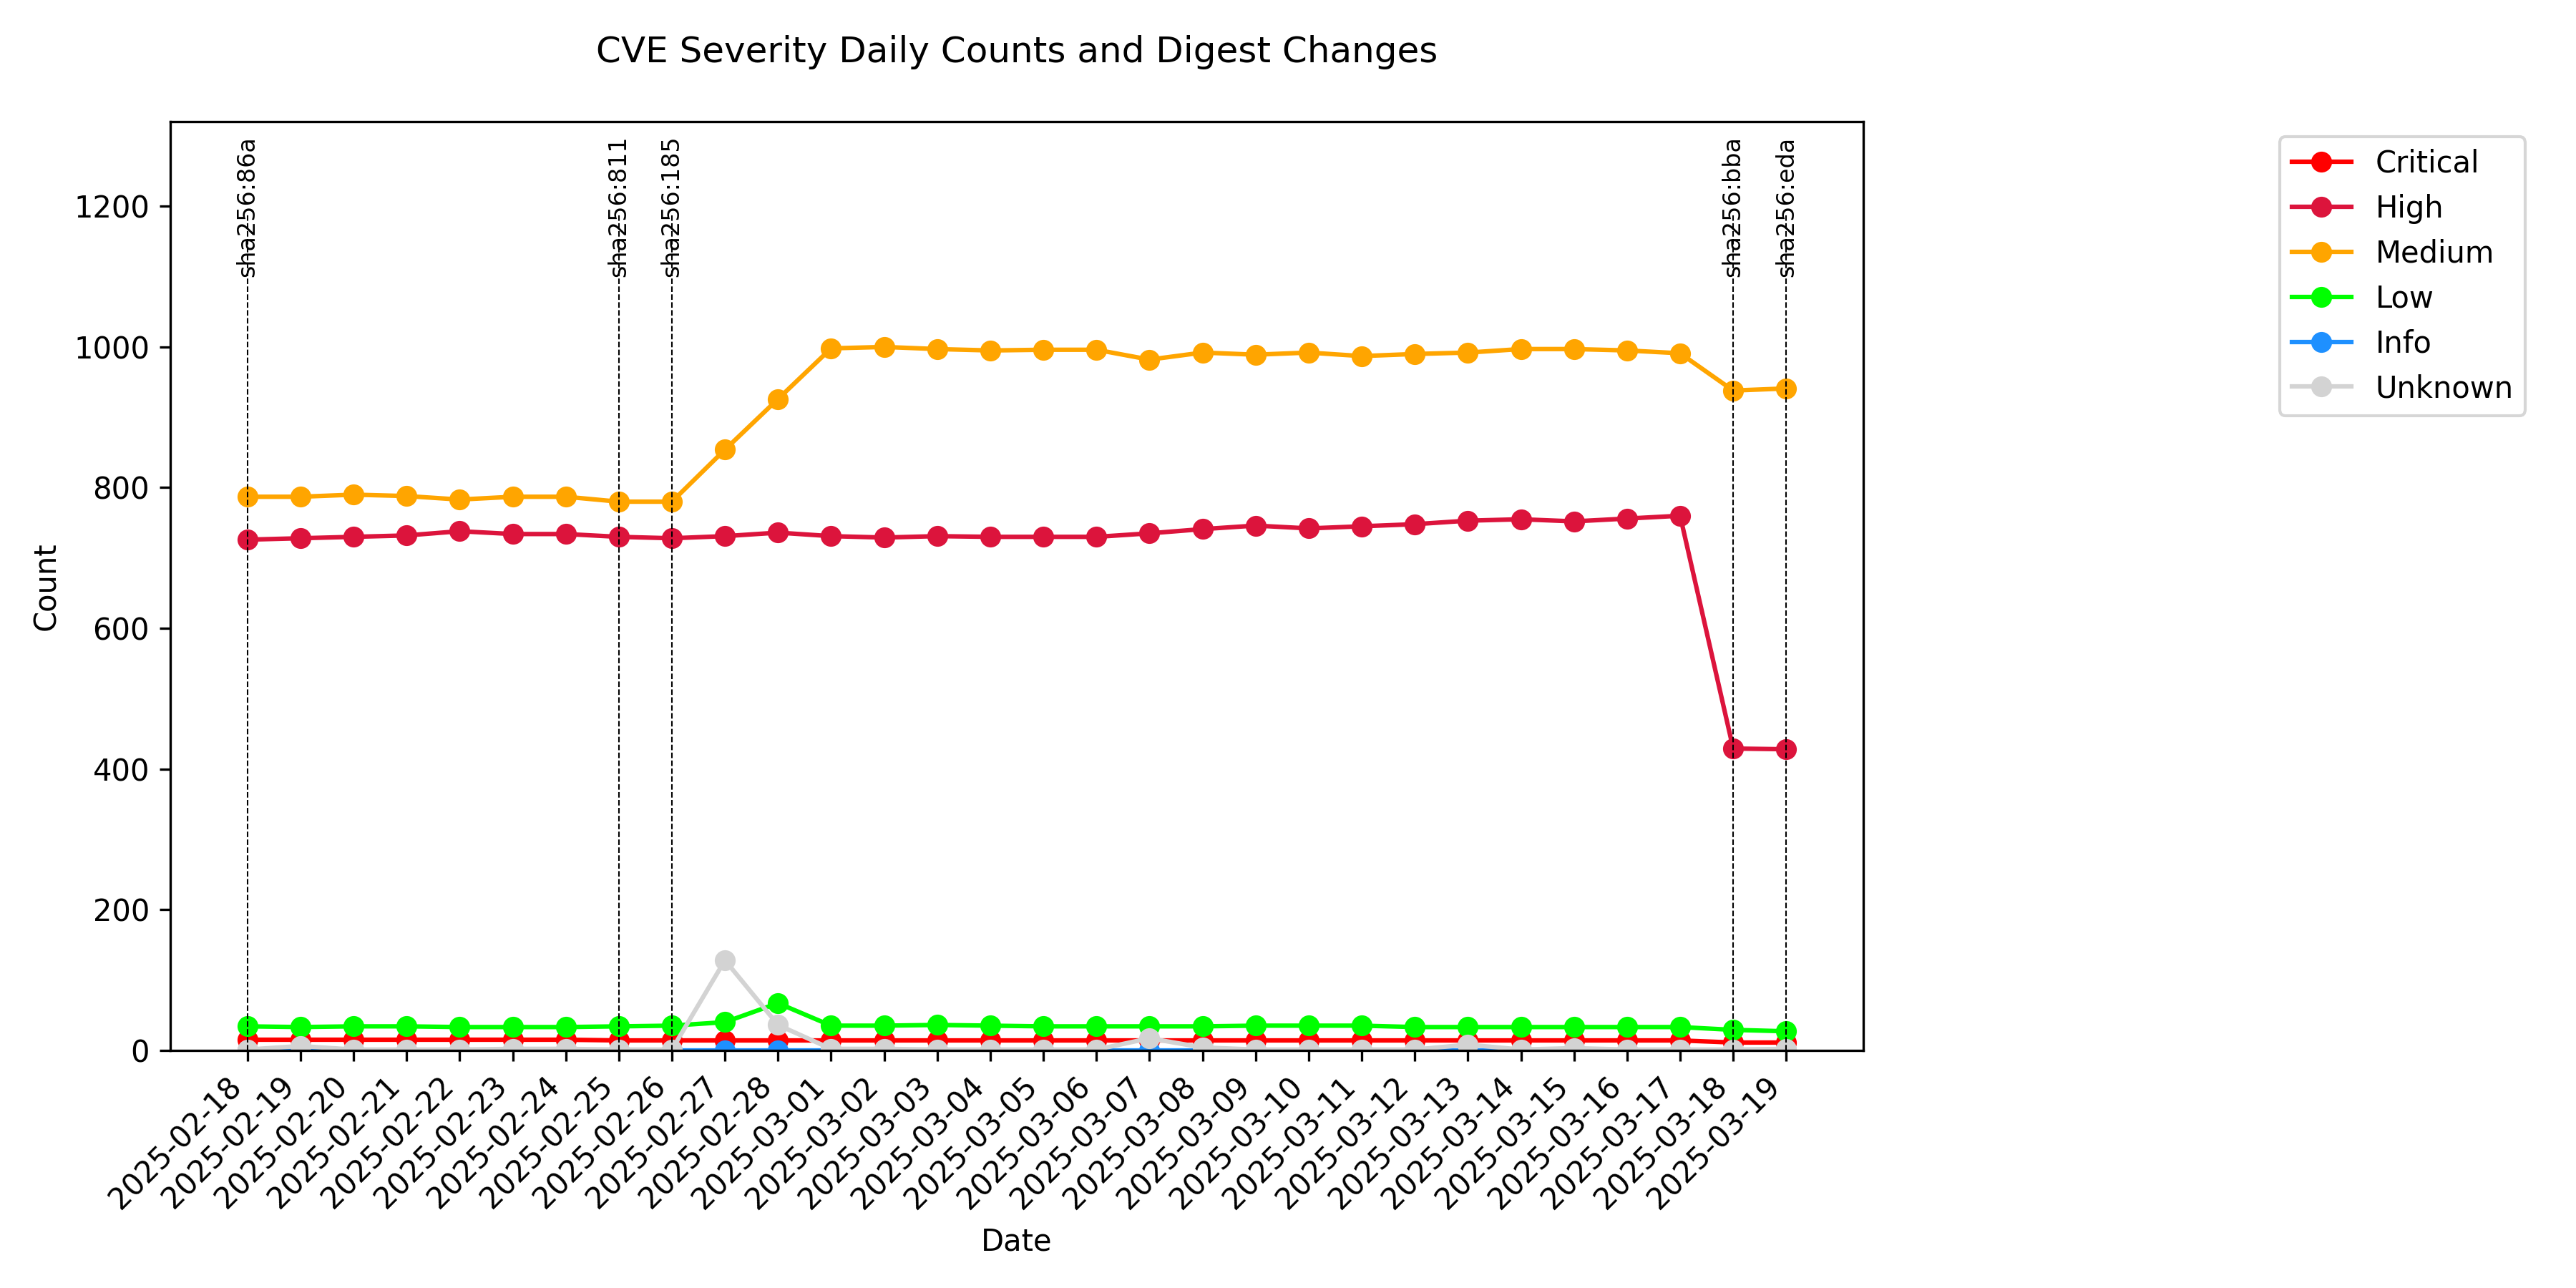 CVE Severity Daily Counts and Digest Changes
sha256:86a
sha256:811
sha256:185
sha256:bba
sha256:eda
Critical
High
Medium
Low
Info
Unknown
Count
1200
1000
800
600
400
200
0
2025-02-18
2025-02-19
2025-02-20
2025-02-21
2025-02-22
2025-02-23
2025-02-24
2025-02-25
2025-02-26
2025-02-27
2025-02-28
2025-03-01
2025-03-02
2025-03-03
2025-03-04
2025-03-05
2025-03-06
2025-03-07
2025-03-08
2025-03-09
2025-03-10
2025-03-11
2025-03-12
2025-03-13
2025-03-14
2025-03-15
2025-03-16
2025-03-17
2025-03-18
2025-03-19
Date